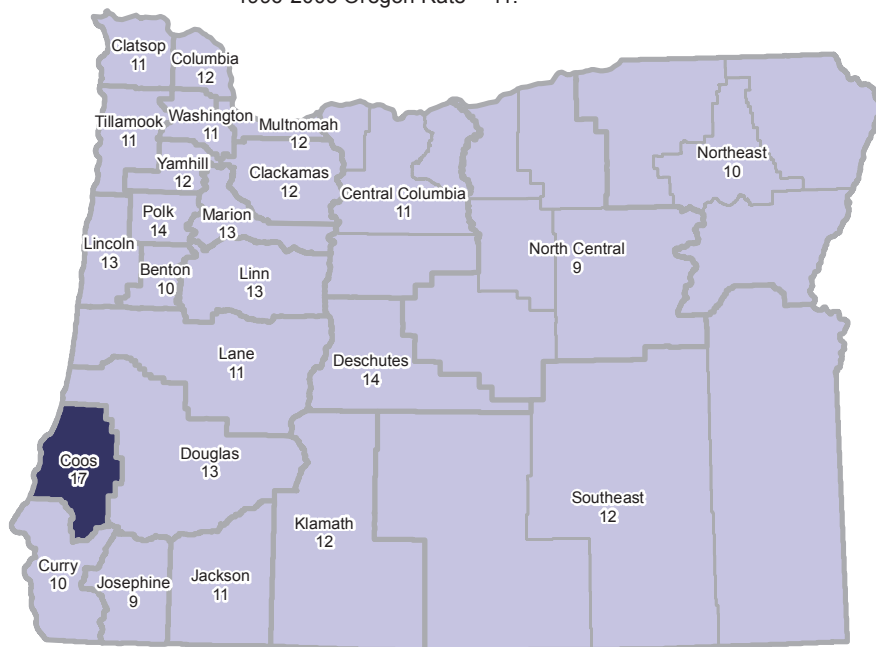 Oregon Rate
Clatsop
11
Columbia
12
Tillamook
11
Washington
11
Multnomah
12
Yamhill
12
Clackamas
12
Central Columbia
11
Northeast
10
Polk
14
Marion
13
Lincoln
13
Benton
10
Linn
13
North Central
9
Lane
11
Deschutes
14
Coos
17
Douglas
13
Klamath
12
Southeast
12
Curry
10
Josephine
9
Jackson
11